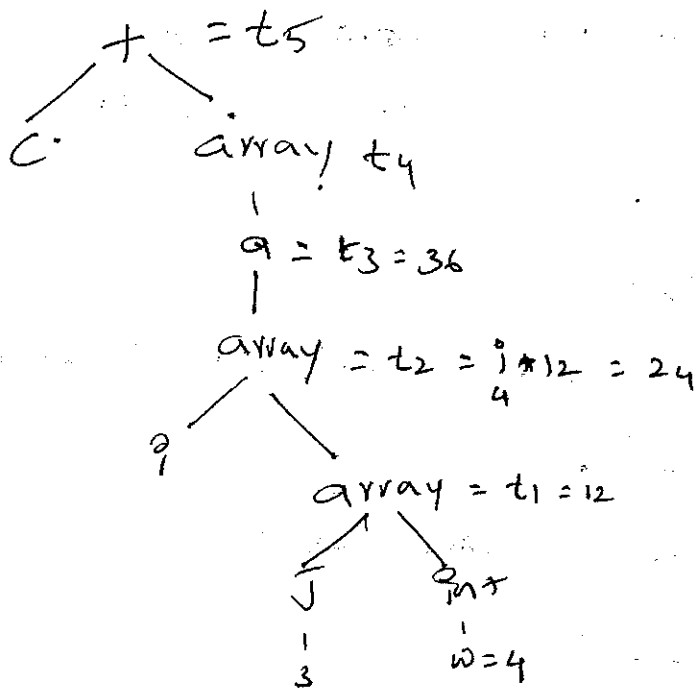 + = t5
C array t4
a = t3 = 36
array = t2 = i * 12 = 24
4
i array = t1 = 12
J int
3 w=4